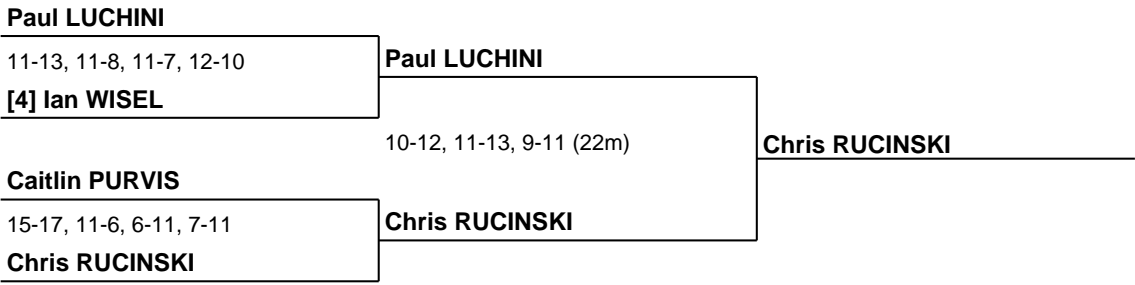 Paul LUCHINI
11-13, 11-8, 11-7, 12-10
[4] Ian WISEL
Paul LUCHINI
10-12, 11-13, 9-11 (22m)
Chris RUCINSKI
Caitlin PURVIS
15-17, 11-6, 6-11, 7-11
Chris RUCINSKI
Chris RUCINSKI